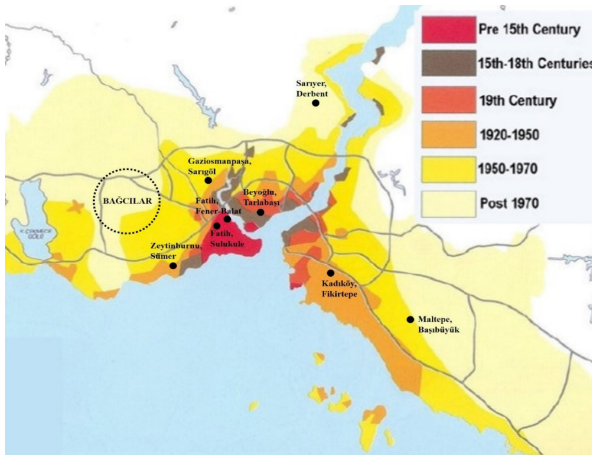 Pre 15th Century
15th-18th Centuries
19th Century
1920-1950
1950-1970
Post 1970
Sarıyer,
Derbent
Gaziosmanpaşa,
Sarıgöl
BAĞCILAR
Fatih,
Fener-Balat
Beyoğlu,
Tarlabaşı
Fatih,
Sulukule
Zeytinburnu,
Sümer
Kadıköy,
Fikirtepe
Maltepe,
Başıbüyük